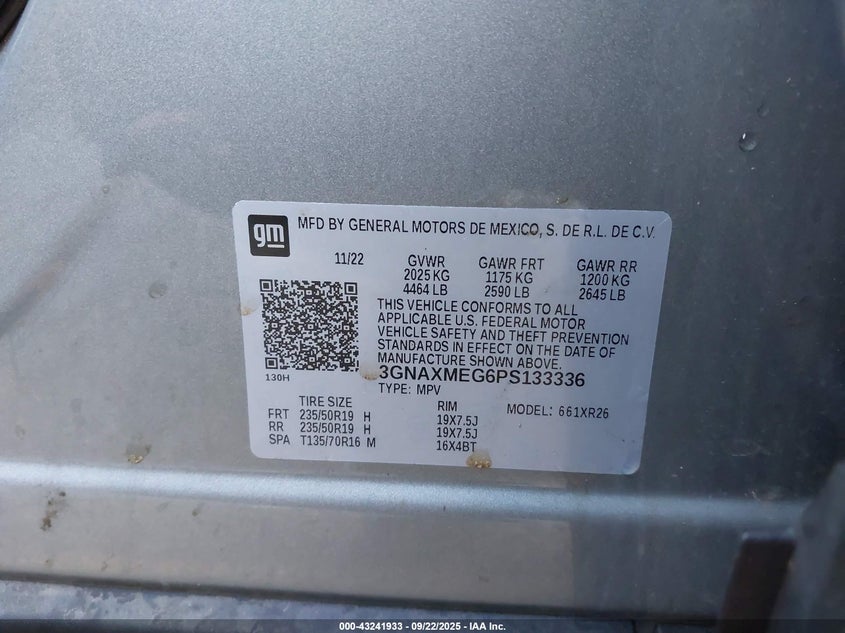 gm
MFD BY GENERAL MOTORS DE MEXICO, S. DE R.L. DE C.V.
11/22 GVWR GAWR FRT GAWR RR
2025 KG 1175 KG 1200 KG
4464 LB 2590 LB 2645 LB
THIS VEHICLE CONFORMS TO ALL
APPLICABLE U.S. FEDERAL MOTOR
VEHICLE SAFETY AND THEFT PREVENTION
STANDARDS IN EFFECT ON THE DATE OF
MANUFACTURE SHOWN ABOVE.
130H
3GNAXMEG6PS133336
TYPE: MPV
TIRE SIZE RIM MODEL: 661XR26
FRT 235/50R19 H 19X7.5J
RR 235/50R19 H 19X7.5J
SPA T135/70R16 M 16X4BT
000-43241933 - 09/22/2025 - IAA Inc.